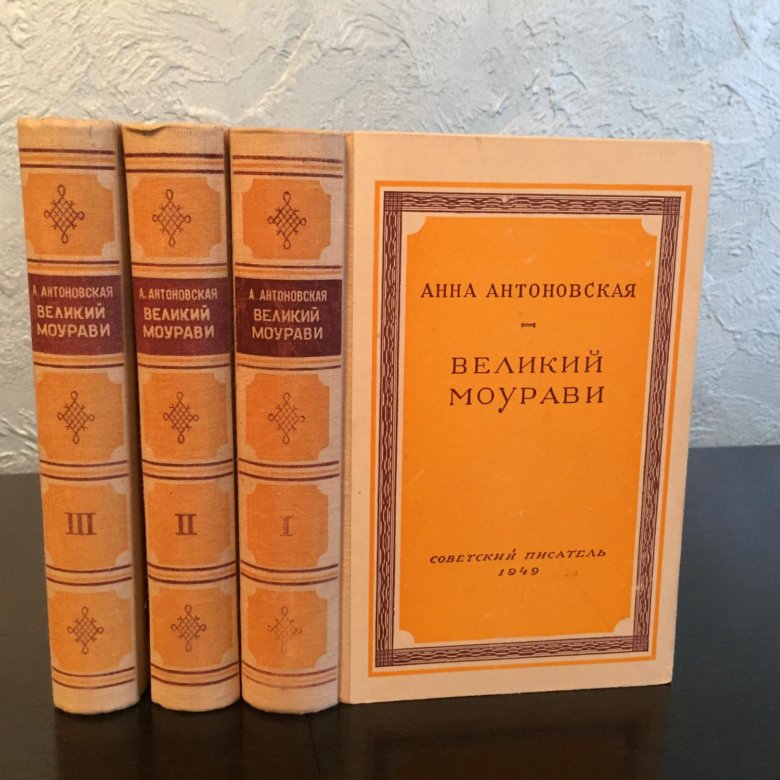 А. АНТОНОВСКАЯ
ВЕЛИКИЙ
МОУРАВИ
III
А. АНТОНОВСКАЯ
ВЕЛИКИЙ
МОУРАВИ
II
А. АНТОНОВСКАЯ
ВЕЛИКИЙ
МОУРАВИ
I
АННА АНТОНОВСКАЯ
ВЕЛИКИЙ
МОУРАВИ
СОВЕТСКИЙ ПИСАТЕЛЬ
1949